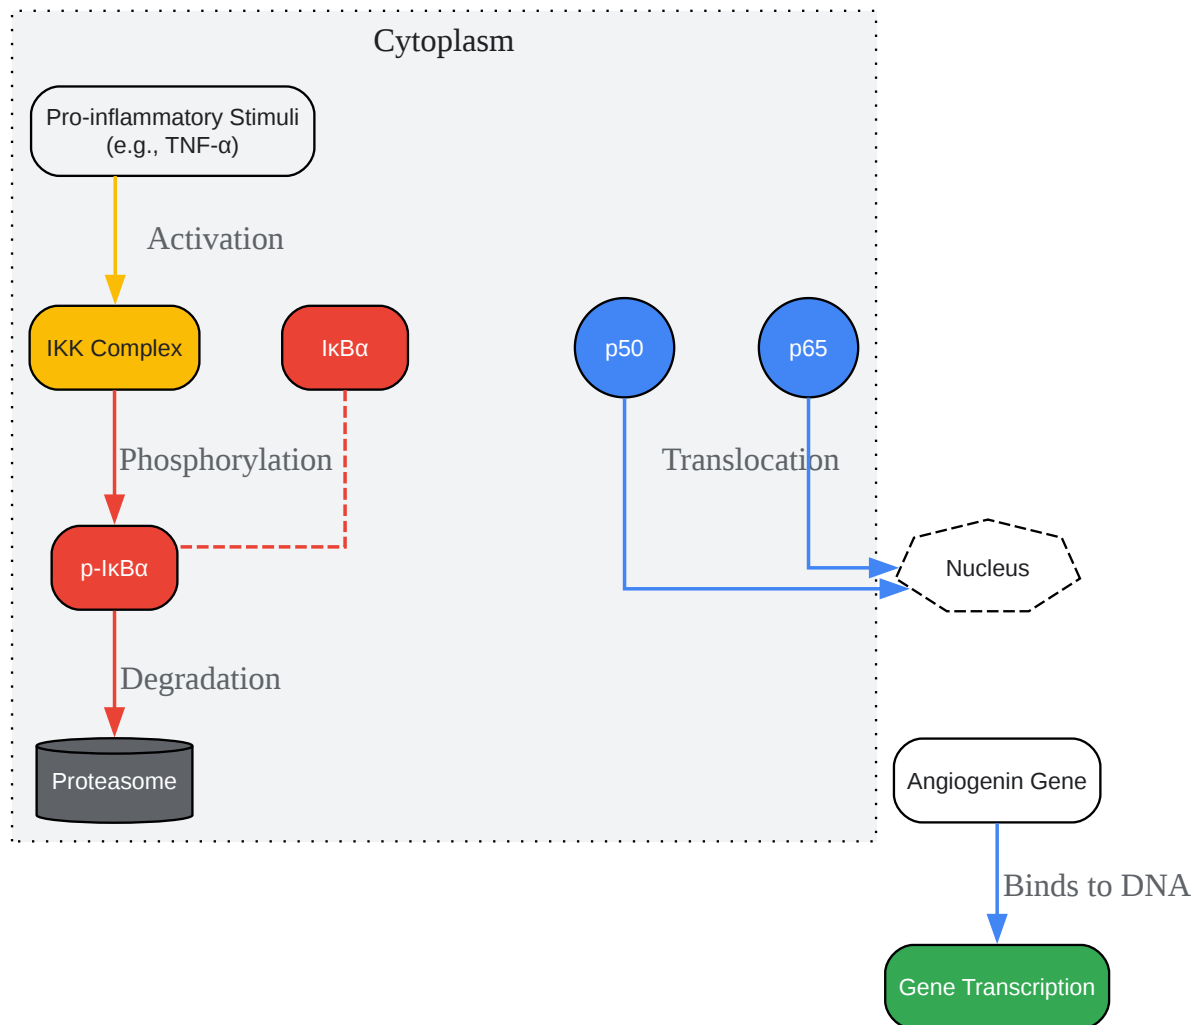 Cytoplasm
Pro-inflammatory Stimuli
(e.g., TNF-α)
Activation
IKK Complex
IκBα
p50
p65
Phosphorylation
Translocation
p-IκBα
Nucleus
Degradation
Proteasome
Angiogenin Gene
Binds to DNA
Gene Transcription